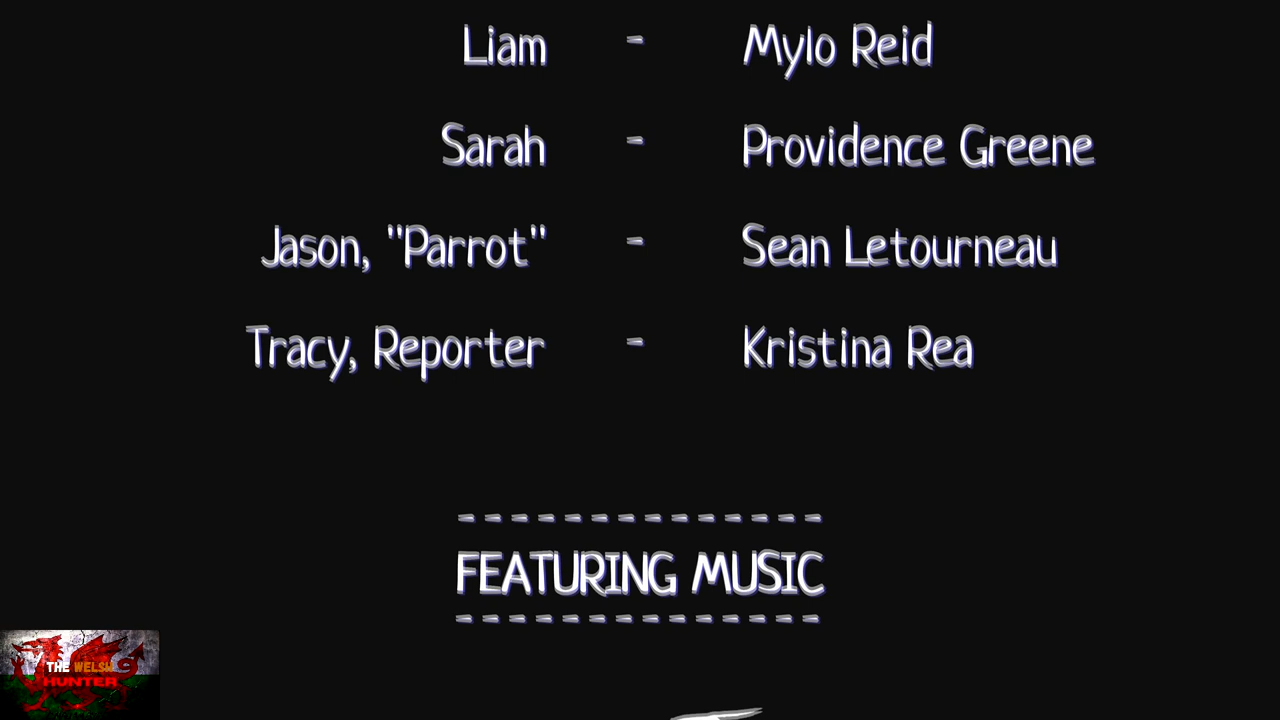 Liam - Mylo Reid
Sarah - Providence Greene
Jason, "Parrot" - Sean Letourneau
Tracy, Reporter - Kristina Rea
--------------
FEATURING MUSIC
--------------
THE WELSH
HUNTER